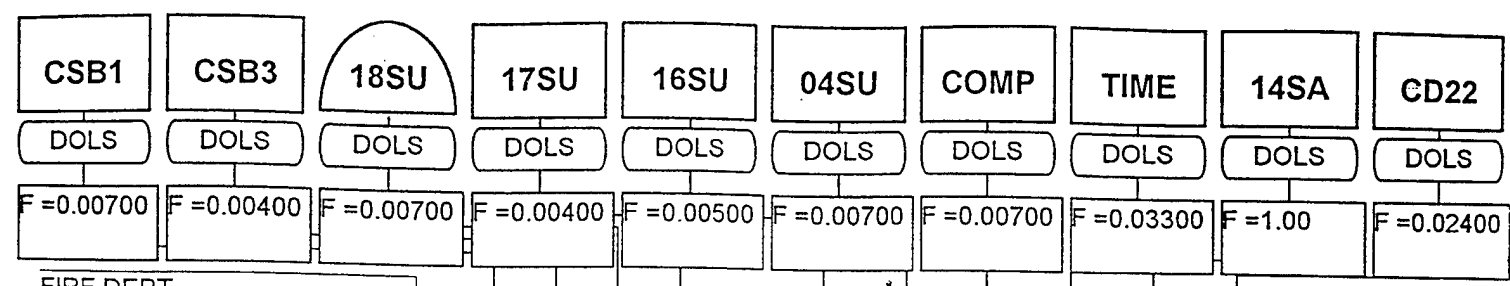 CSB1 CSB3 18SU 17SU 16SU 04SU COMP TIME 14SA CD22
DOLS DOLS DOLS DOLS DOLS DOLS DOLS DOLS DOLS DOLS
F =0.00700 F =0.00400 F =0.00700 F =0.00400 F =0.00500 F =0.00700 F =0.00700 F =0.03300 F =1.00 F =0.02400
FIRE DEPT